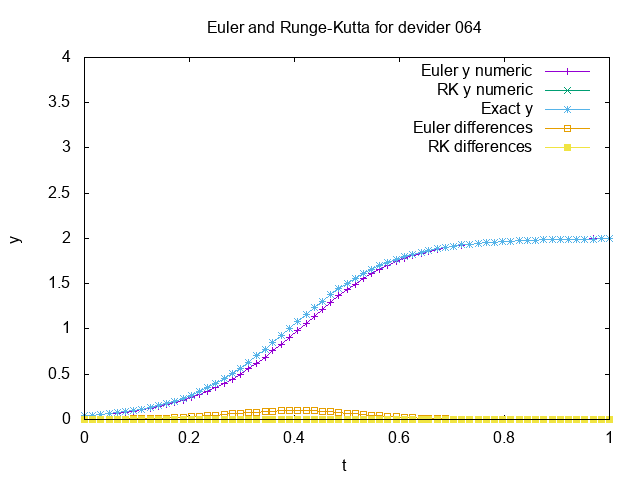 Euler and Runge-Kutta for devider 064
4
3.5
3
2.5
2
1.5
1
0.5
0
y
Euler y numeric
RK y numeric
Exact y
Euler differences
RK differences
0 0.2 0.4 0.6 0.8 1
t